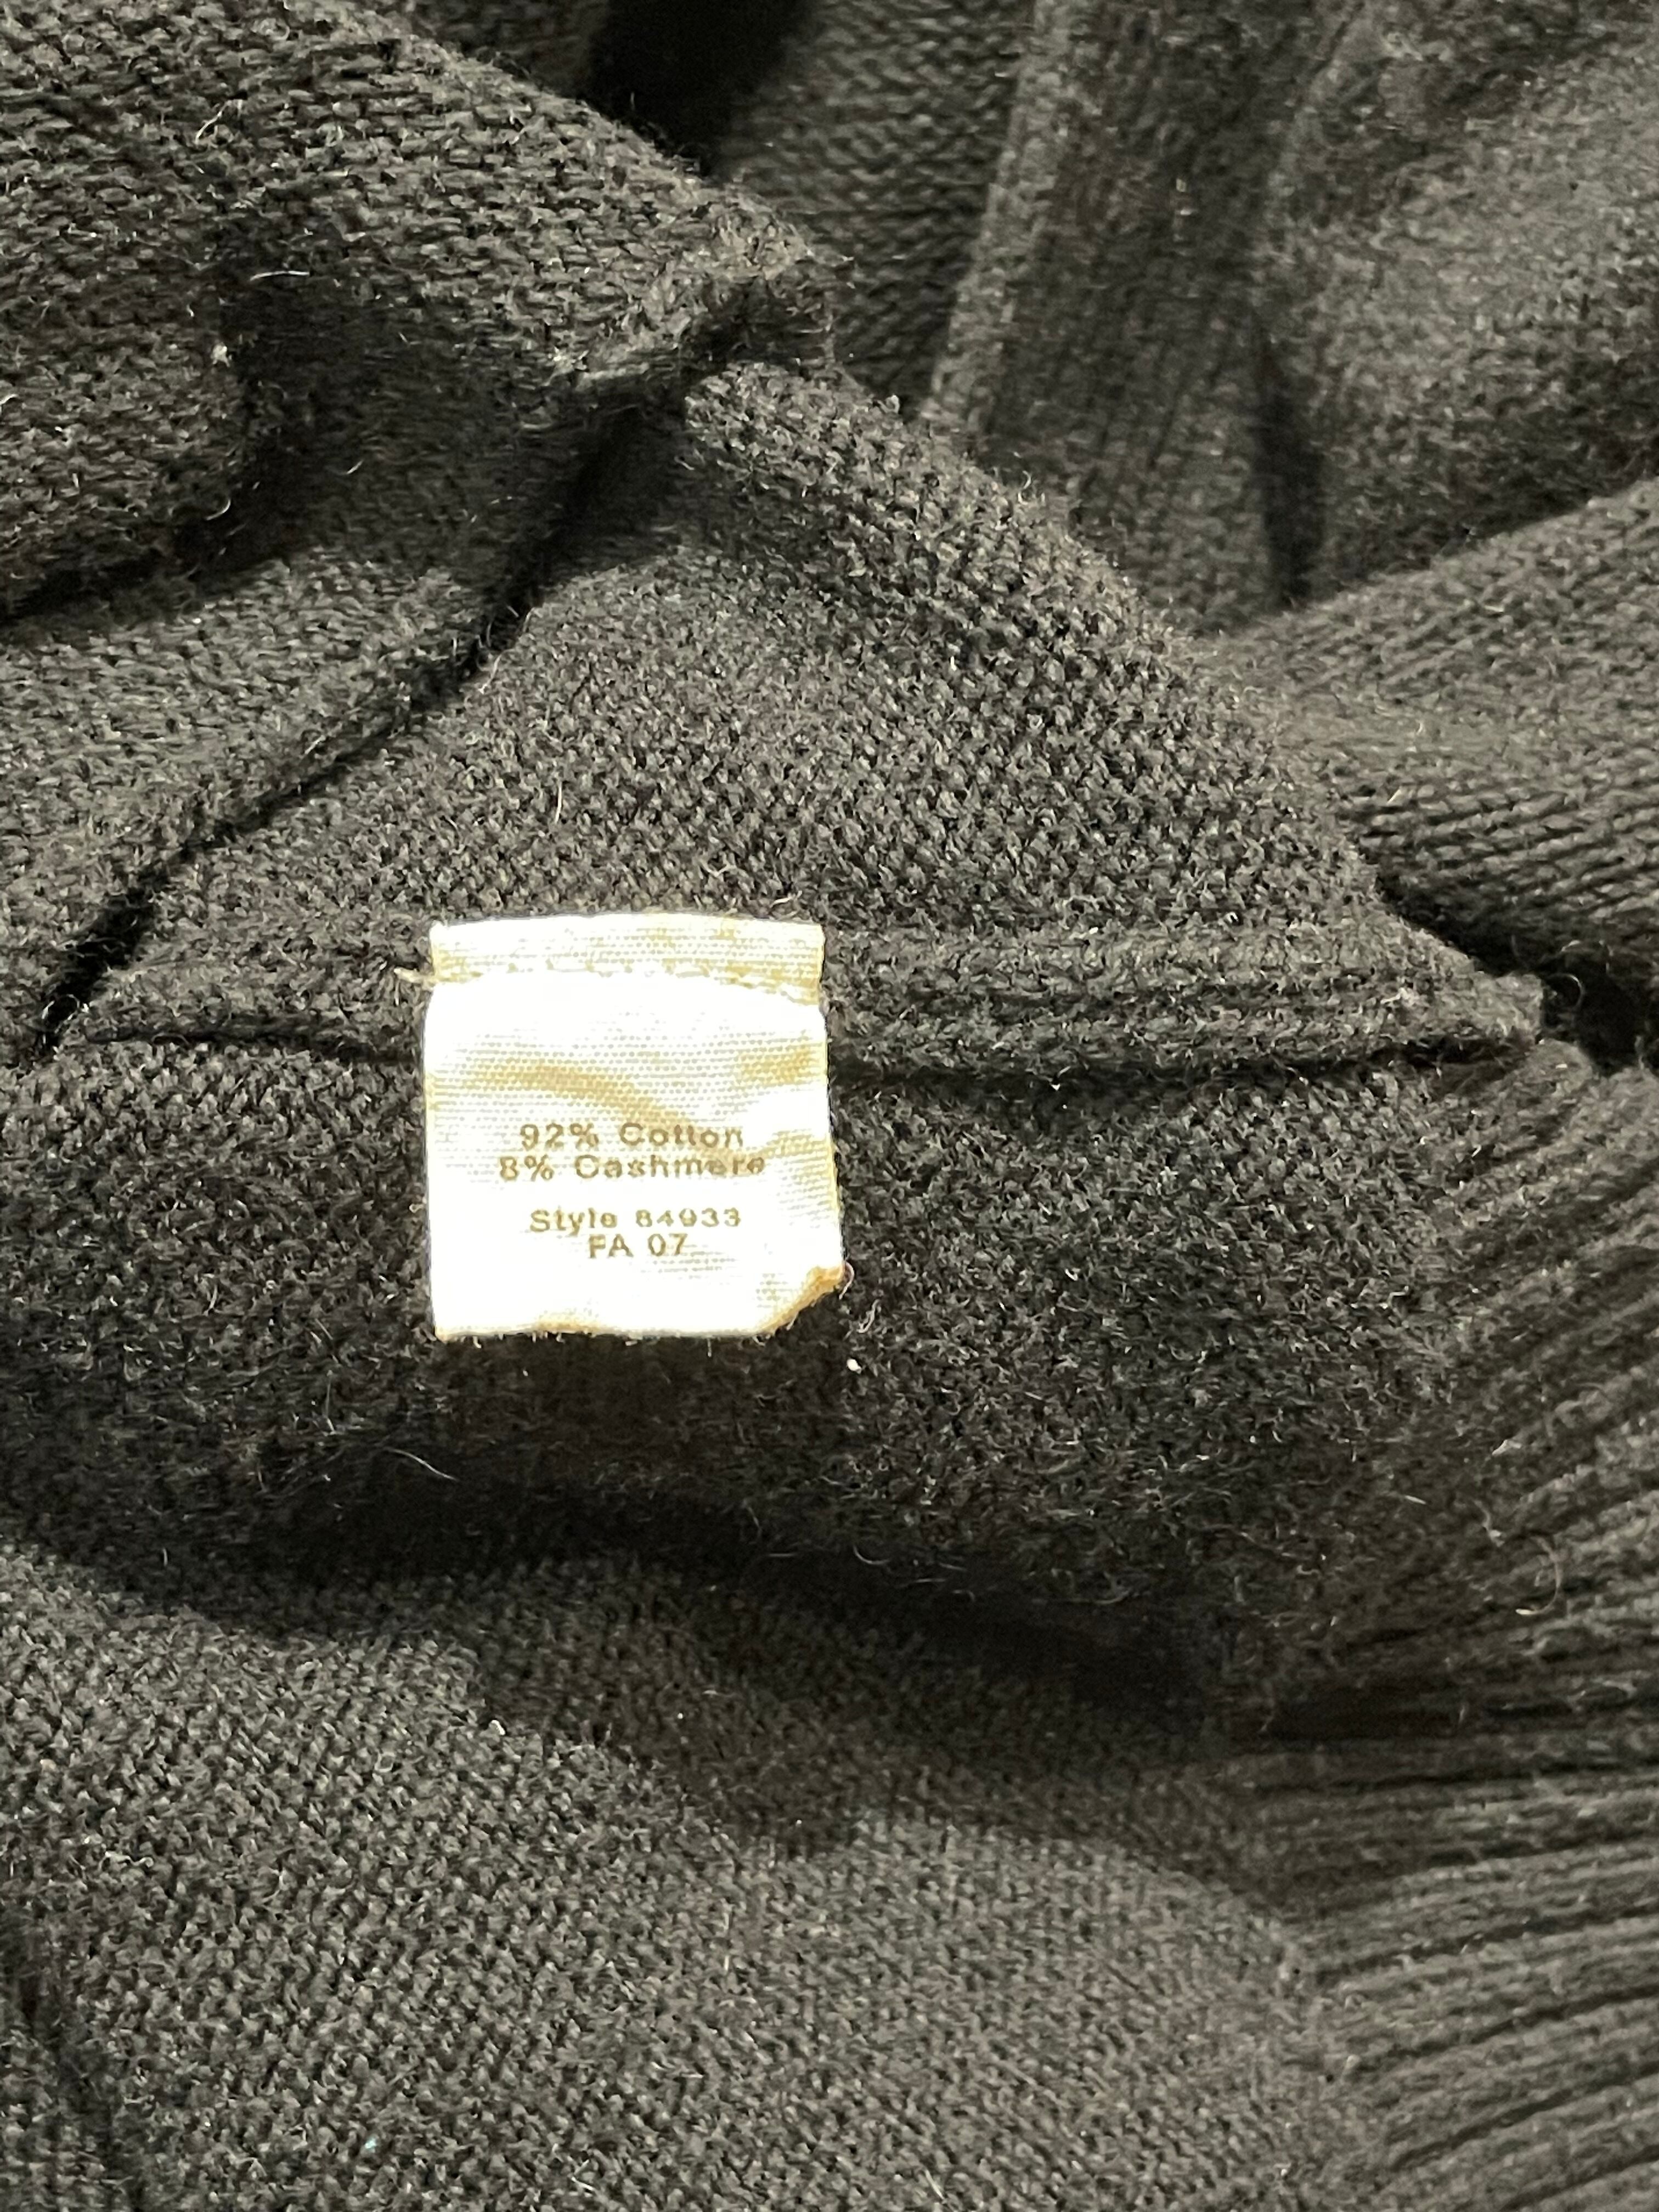 92% Cotton
8% Cashmere
Style 84933
FA 07